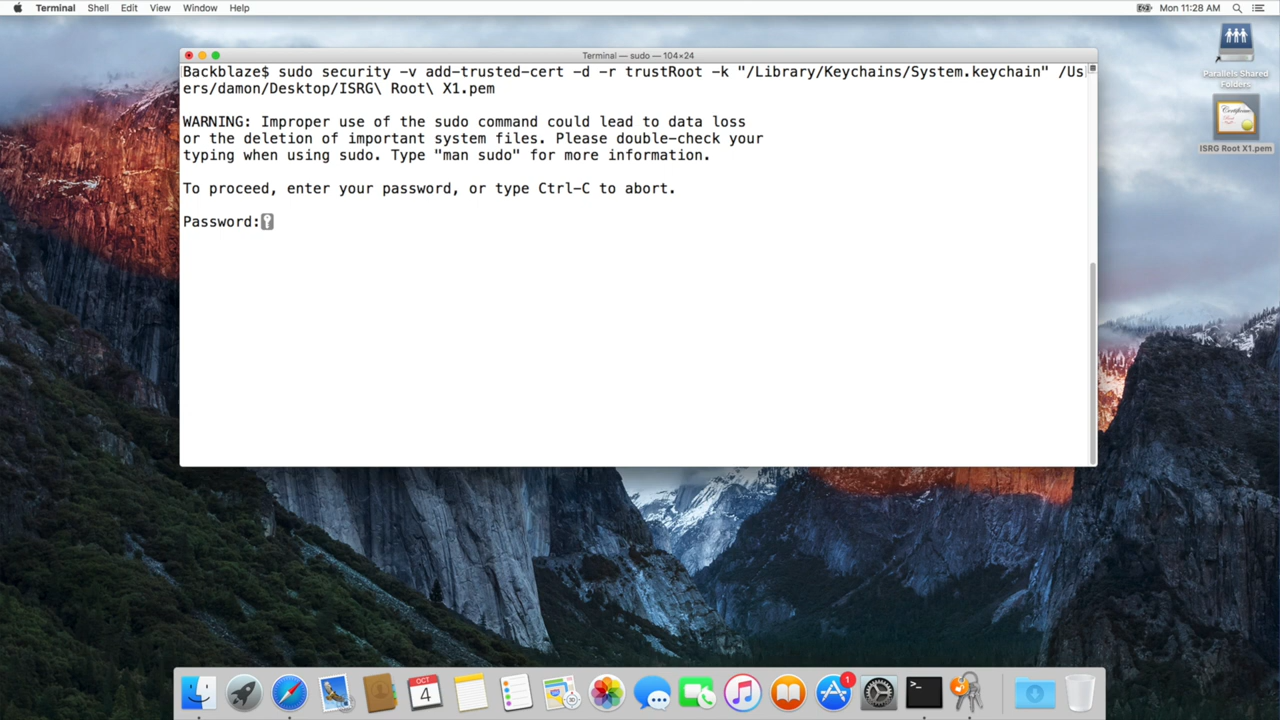 Terminal Shell Edit View Window Help
Mon 11:28 AM
Terminal — sudo — 104×24
Backblaze$ sudo security -v add-trusted-cert -d -r trustRoot -k "/Library/Keychains/System.keychain" /Us
ers/damon/Desktop/ISRG\ Root\ X1.pem
WARNING: Improper use of the sudo command could lead to data loss
or the deletion of important system files. Please double-check your
typing when using sudo. Type "man sudo" for more information.
To proceed, enter your password, or type Ctrl-C to abort.
Password:
Parallels Shared
Folders
Certificate
ISRG Root X1.pem
OCT
4
1
>_